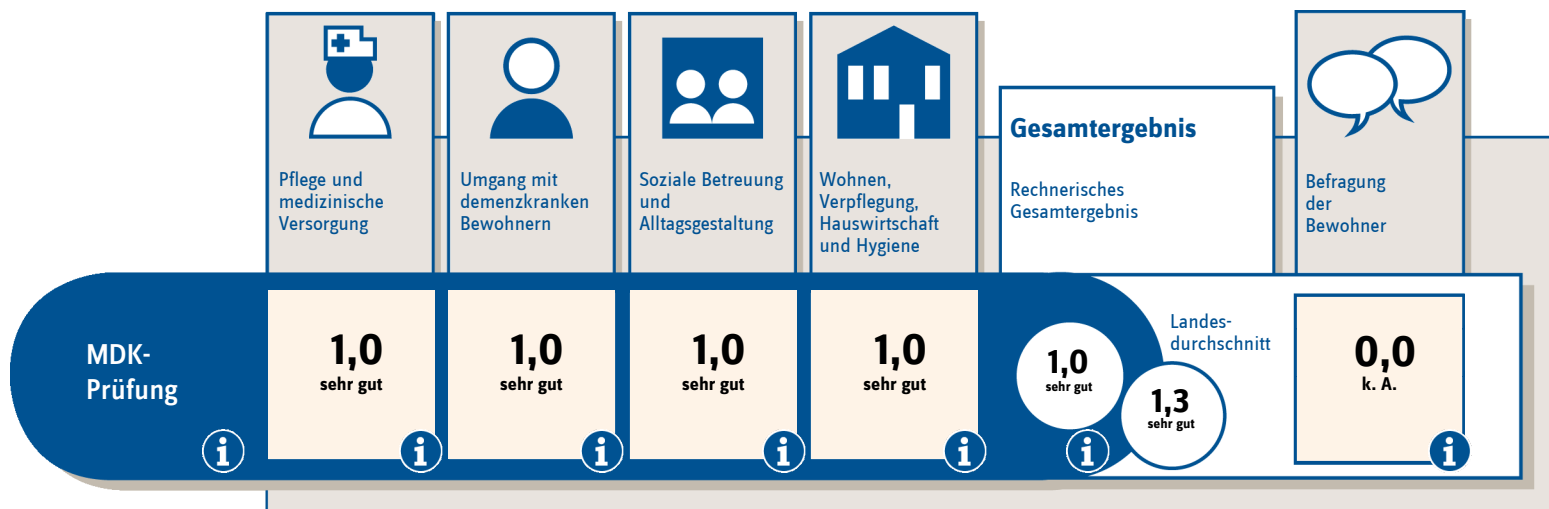 Pflege und
medizinische
Versorgung
Umgang mit
demenzkranken
Bewohnern
Soziale Betreuung
und
Alltagsgestaltung
Wohnen,
Verpflegung,
Hauswirtschaft
und Hygiene
Gesamtergebnis
Rechnerisches
Gesamtergebnis
Befragung
der
Bewohner
MDK-
Prüfung
i
1,0
sehr gut
i
1,0
sehr gut
i
1,0
sehr gut
i
1,0
sehr gut
i
1,0
sehr gut
i
Landes-
durchschnitt
1,3
sehr gut
0,0
k. A.
i